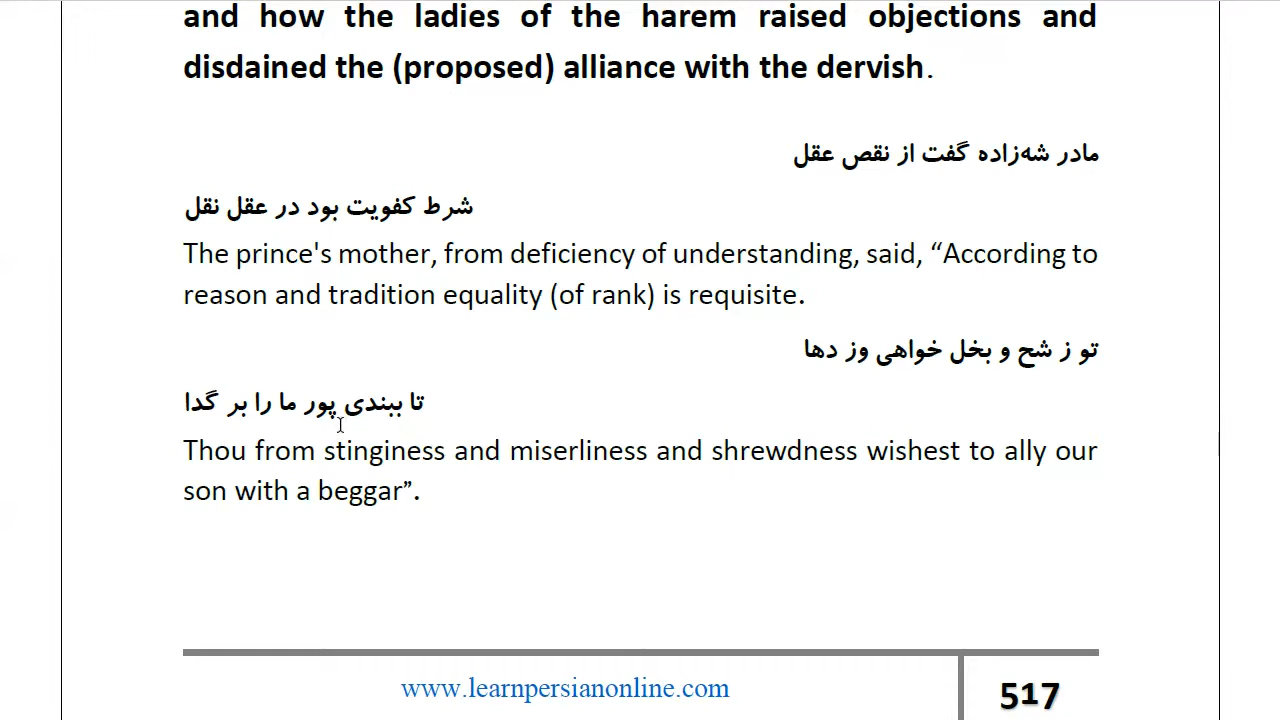 and how the ladies of the harem raised objections and
disdained the (proposed) alliance with the dervish.
مادر شه‌زاده گفت از نقص عقل
شرط کفویت بود در عقل نقل
The prince's mother, from deficiency of understanding, said, “According to
reason and tradition equality (of rank) is requisite.
تو ز شح و بخل خواهی وز دها
تا ببندی پور ما را بر گدا
Thou from stinginess and miserliness and shrewdness wishest to ally our
son with a beggar”.
www.learnpersianonline.com
517